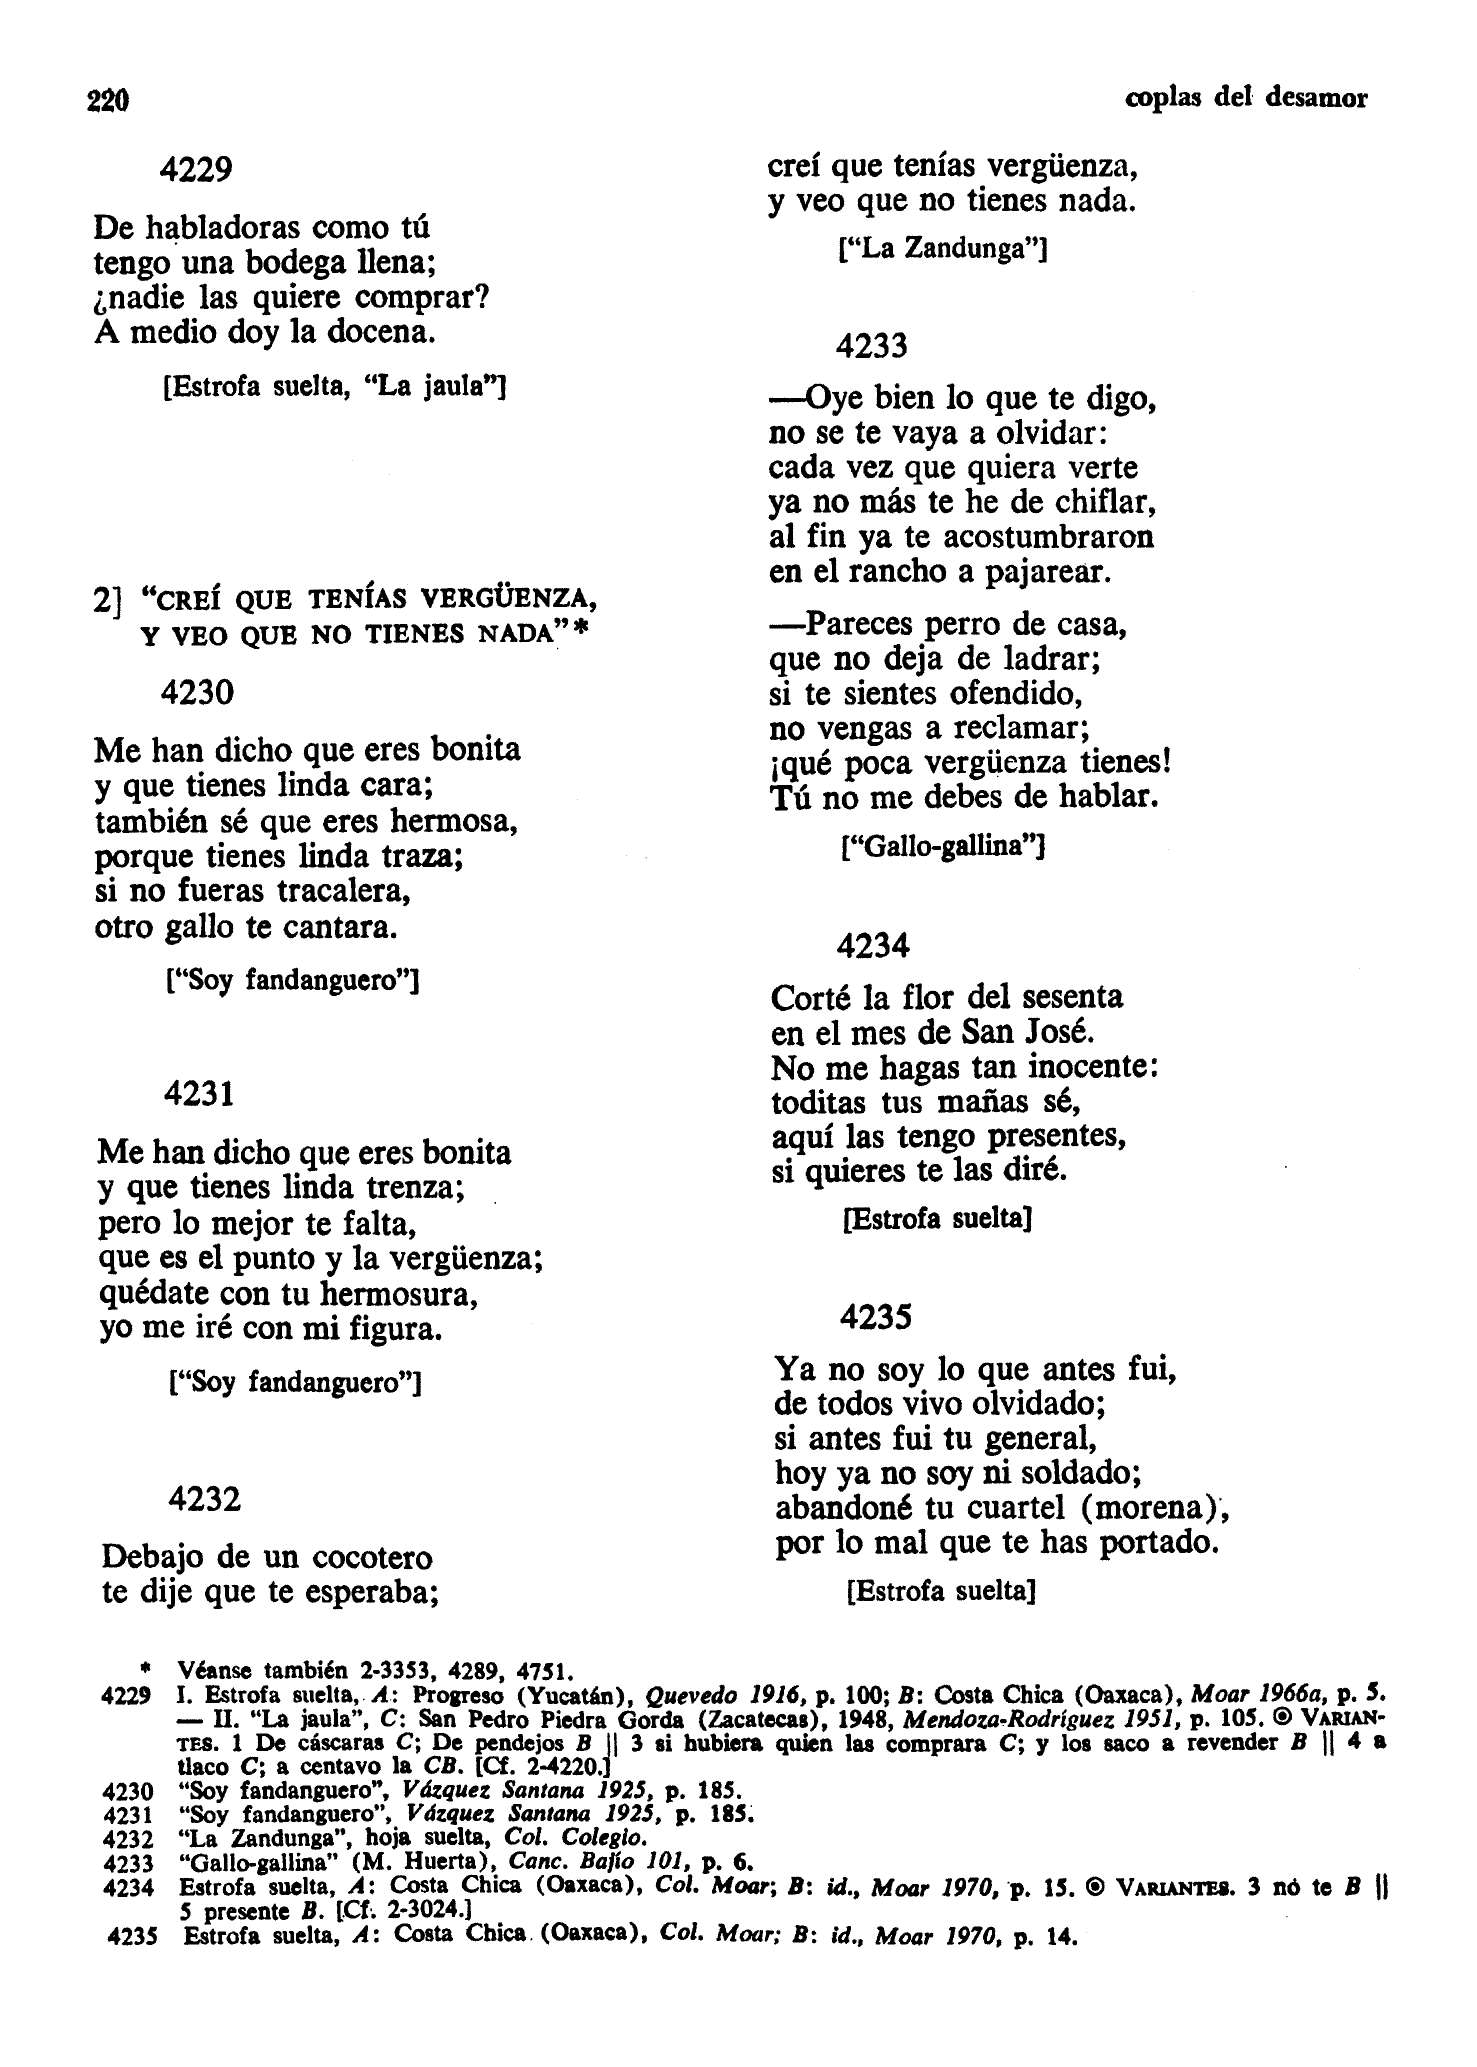 220
coplas del desamor
4229
De habladoras como tú
tengo una bodega llena;
¿nadie las quiere comprar?
A medio doy la docena.
[Estrofa suelta, “La jaula”]
2] “CREÍ QUE TENÍAS VERGÜENZA,
Y VEO QUE NO TIENES NADA”*
4230
Me han dicho que eres bonita
y que tienes linda cara;
también sé que eres hermosa,
porque tienes linda traza;
si no fueras tracalera,
otro gallo te cantara.
[“Soy fandanguero”]
4231
Me han dicho que eres bonita
y que tienes linda trenza;
pero lo mejor te falta,
que es el punto y la vergüenza;
quédate con tu hermosura,
yo me iré con mi figura.
[“Soy fandanguero”]
4232
Debajo de un cocotero
te dije que te esperaba;
creí que tenías vergüenza,
y veo que no tienes nada.
[“La Zandunga”]
4233
—Oye bien lo que te digo,
no se te vaya a olvidar:
cada vez que quiera verte
ya no más te he de chiflar,
al fin ya te acostumbraron
en el rancho a pajarear.
—Pareces perro de casa,
que no deja de ladrar;
si te sientes ofendido,
no vengas a reclamar;
¡qué poca vergüenza tienes!
Tú no me debes de hablar.
[“Gallo-gallina”]
4234
Corté la flor del sesenta
en el mes de San José.
No me hagas tan inocente:
toditas tus mañas sé,
aquí las tengo presentes,
si quieres te las diré.
[Estrofa suelta]
4235
Ya no soy lo que antes fui,
de todos vivo olvidado;
si antes fui tu general,
hoy ya no soy ni soldado;
abandoné tu cuartel (morena),
por lo mal que te has portado.
[Estrofa suelta]
* Véanse también 2-3353, 4289, 4751.
4229 I. Estrofa suelta, A: Progreso (Yucatán), Quevedo 1916, p. 100; B: Costa Chica (Oaxaca), Moar 1966a, p. 5.
— II. “La jaula”, C: San Pedro Piedra Gorda (Zacatecas), 1948, Mendoza-Rodríguez 1951, p. 105. ⊙ VARIAN-
TES. 1 De cáscaras C; De pendejos B || 3 si hubiera quien las comprara C; y los saco a revender B || 4 a
tlaco C; a centavo la CB. [Cf. 2-4220.]
4230 “Soy fandanguero”, Vázquez Santana 1925, p. 185.
4231 “Soy fandanguero”, Vázquez Santana 1925, p. 185.
4232 “La Zandunga”, hoja suelta, Col. Colegio.
4233 “Gallo-gallina” (M. Huerta), Canc. Bajío 101, p. 6.
4234 Estrofa suelta, A: Costa Chica (Oaxaca), Col. Moar; B: id., Moar 1970, p. 15. ⊙ VARIANTES. 3 nó te B ||
5 presente B. [Cf. 2-3024.]
4235 Estrofa suelta, A: Costa Chica (Oaxaca), Col. Moar; B: id., Moar 1970, p. 14.